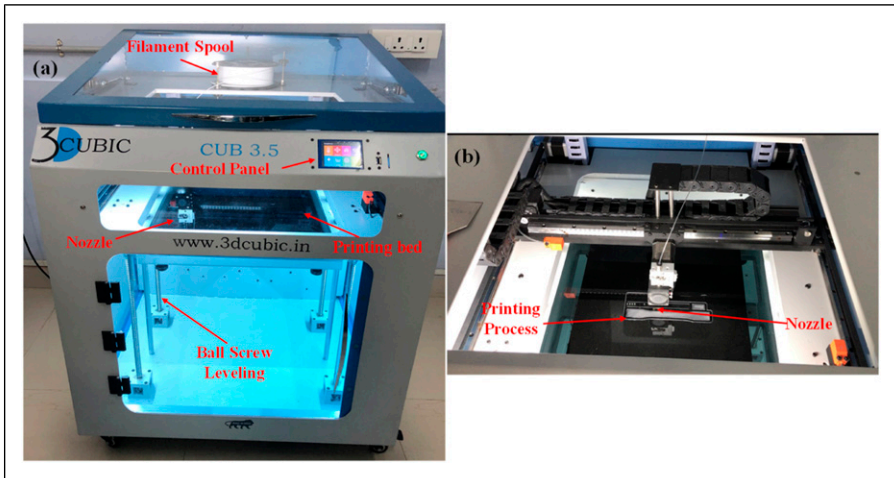 Filament Spool
(a)
3DCUBIC
CUB 3.5
Control Panel
Nozzle
Printing bed
www.3dcubic.in
Ball Screw
Leveling
(b)
Printing
Process
Nozzle